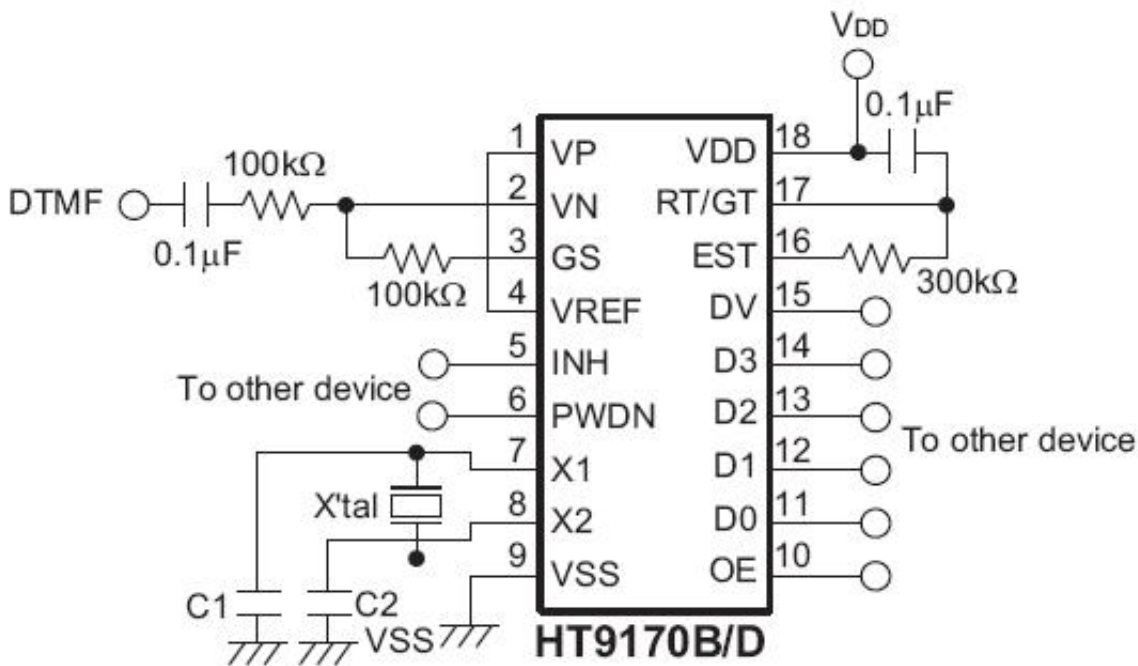 VDD
0.1μF
100kΩ
DTMF
0.1μF
100kΩ
1 VP VDD 18
2 VN RT/GT 17
3 GS EST 16
300kΩ
4 VREF DV 15
5 INH D3 14
To other device
6 PWDN D2 13
To other device
7 X1 D1 12
X'tal
8 X2 D0 11
9 VSS OE 10
C1
C2
VSS
HT9170B/D